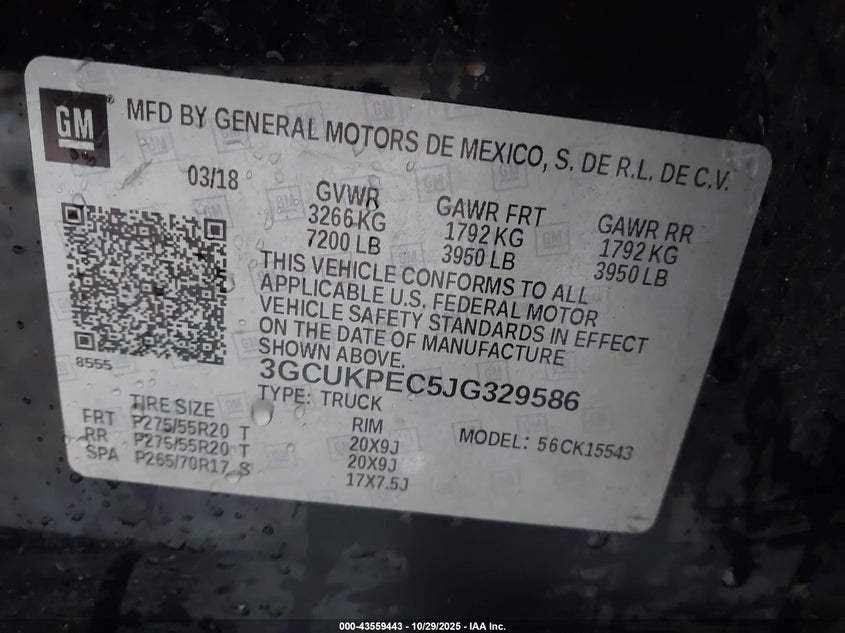 GM
MFD BY GENERAL MOTORS DE MEXICO, S. DE R.L. DE C.V.
03/18
GVWR GAWR FRT GAWR RR
3266 KG 1792 KG 1792 KG
7200 LB 3950 LB 3950 LB
THIS VEHICLE CONFORMS TO ALL
APPLICABLE U.S. FEDERAL MOTOR
VEHICLE SAFETY STANDARDS IN EFFECT
ON THE DATE OF MANUFACTURE
SHOWN ABOVE.
8555
3GCUKPEC5JG329586
TYPE: TRUCK
TIRE SIZE RIM
FRT P275/55R20 T 20X9J
RR P275/55R20 T 20X9J
SPA P265/70R17 S 17X7.5J
MODEL: 56CK15543
000-43559443 - 10/29/2025 - IAA Inc.